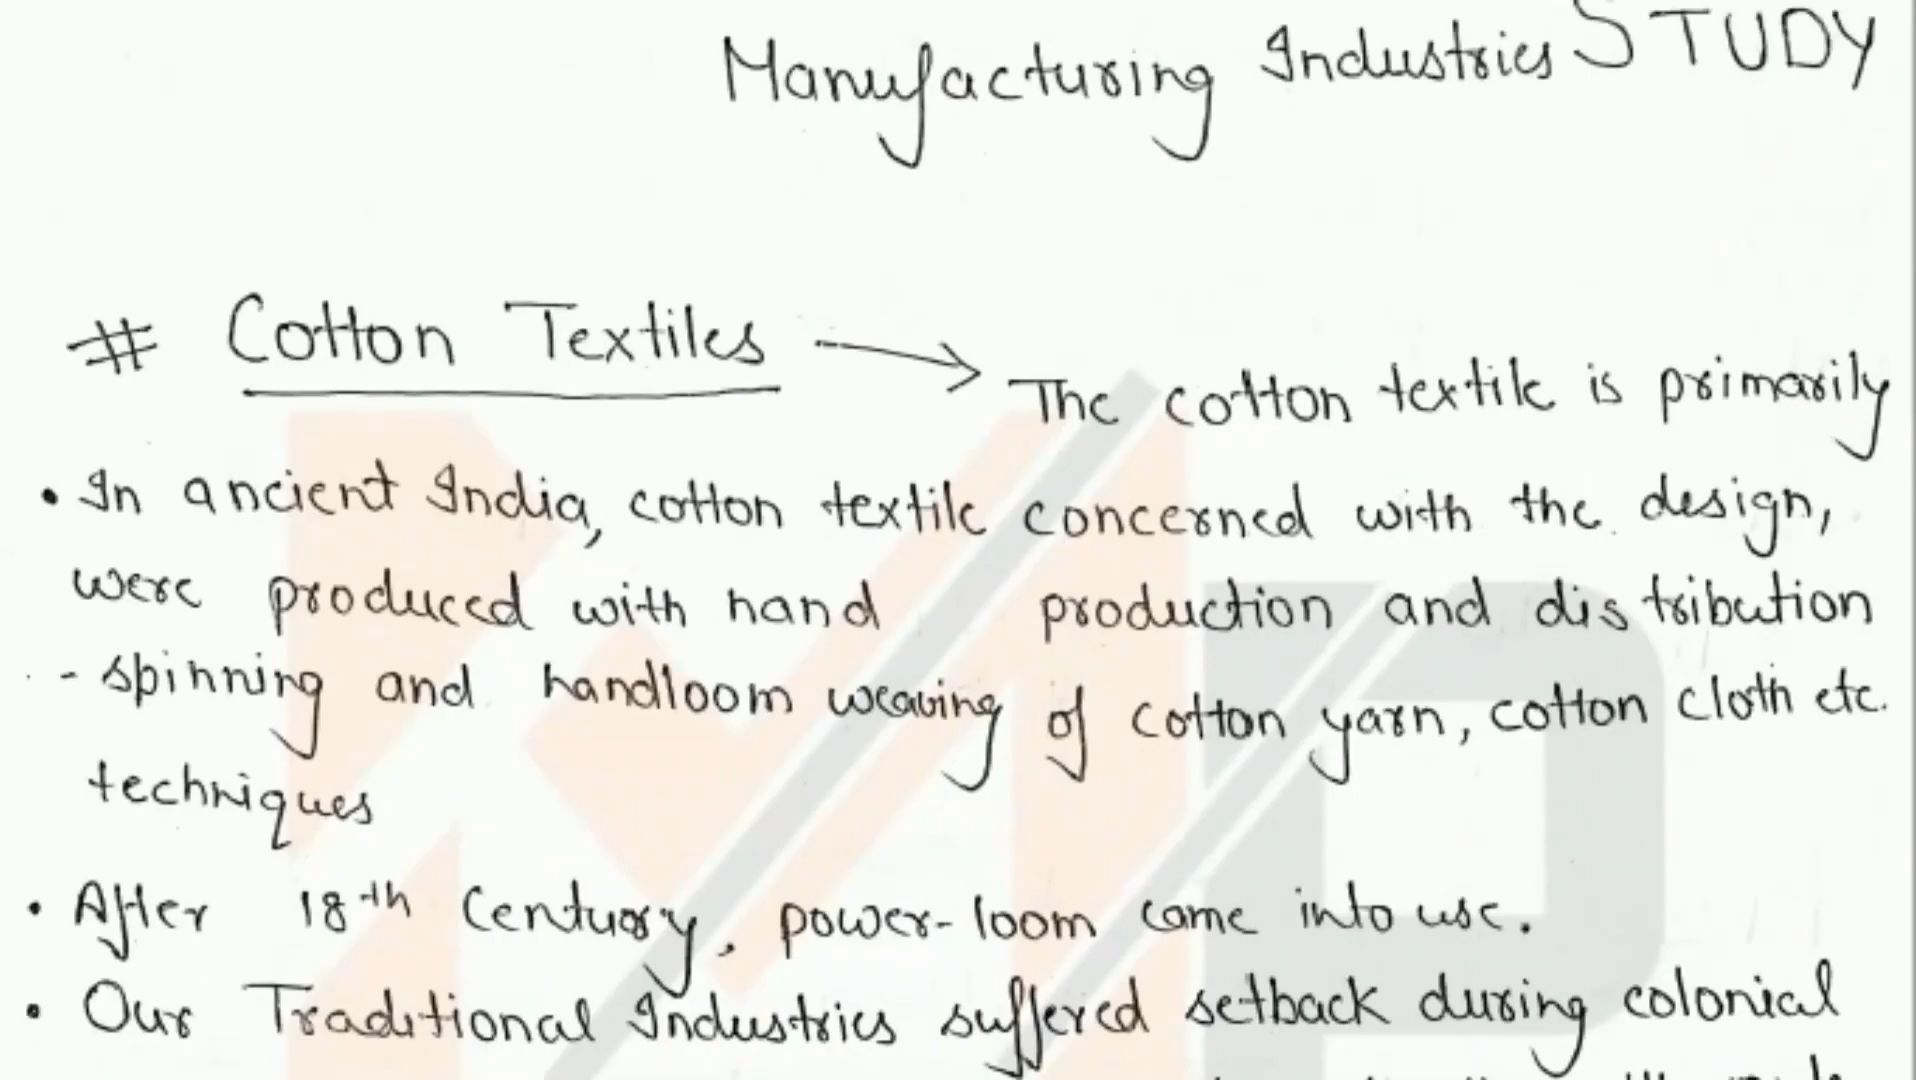 Manufacturing Industries STUDY
# Cotton Textiles → The cotton textile is primarily
concerned with the design,
production and distribution
of cotton yarn, cotton cloth etc.
• In ancient India, cotton textile
were produced with hand
- spinning and handloom weaving
techniques
• After 18th Century, power-loom came into use.
• Our Traditional Industries suffered setback during colonial